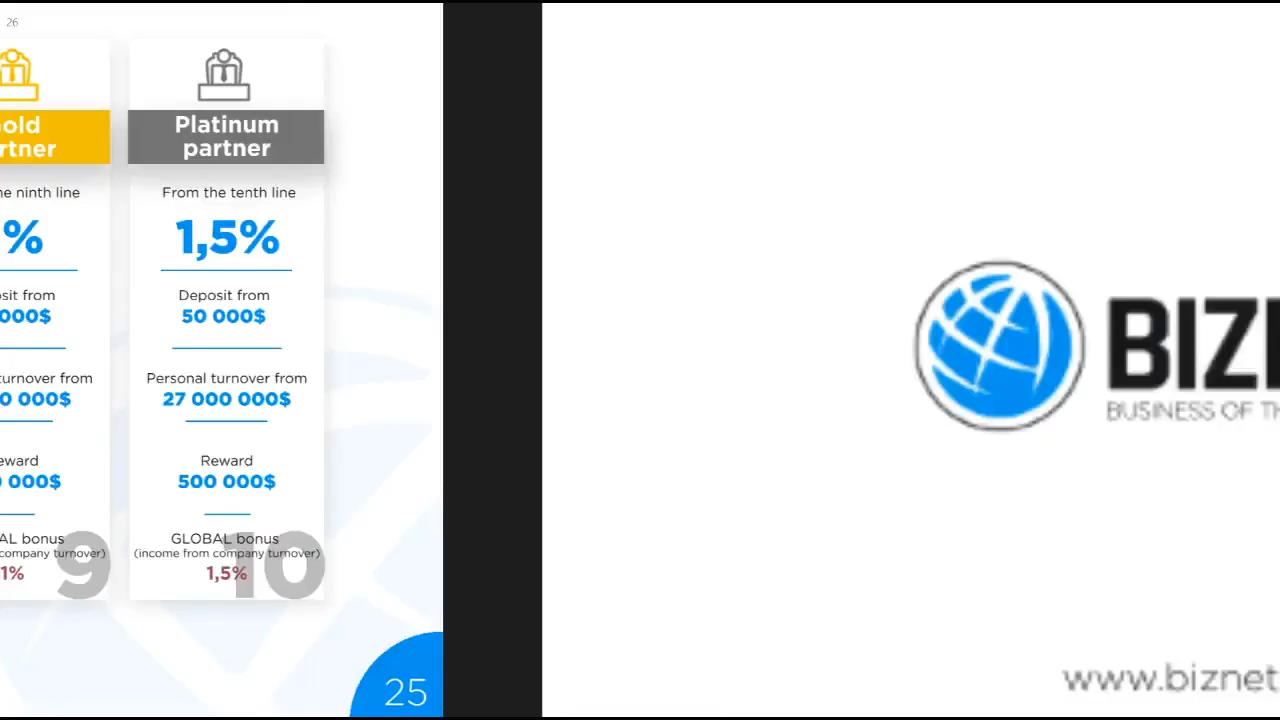 26
old
rtner
he ninth line
%
sit from
000$
turnover from
0 000$
eward
0 000$
AL bonus
company turnover)
1%
9
Platinum
partner
From the tenth line
1,5%
Deposit from
50 000$
Personal turnover from
27 000 000$
Reward
500 000$
GLOBAL bonus
(income from company turnover)
1,5%
10
25
BIZ
BUSINESS OF TH
www.biznet